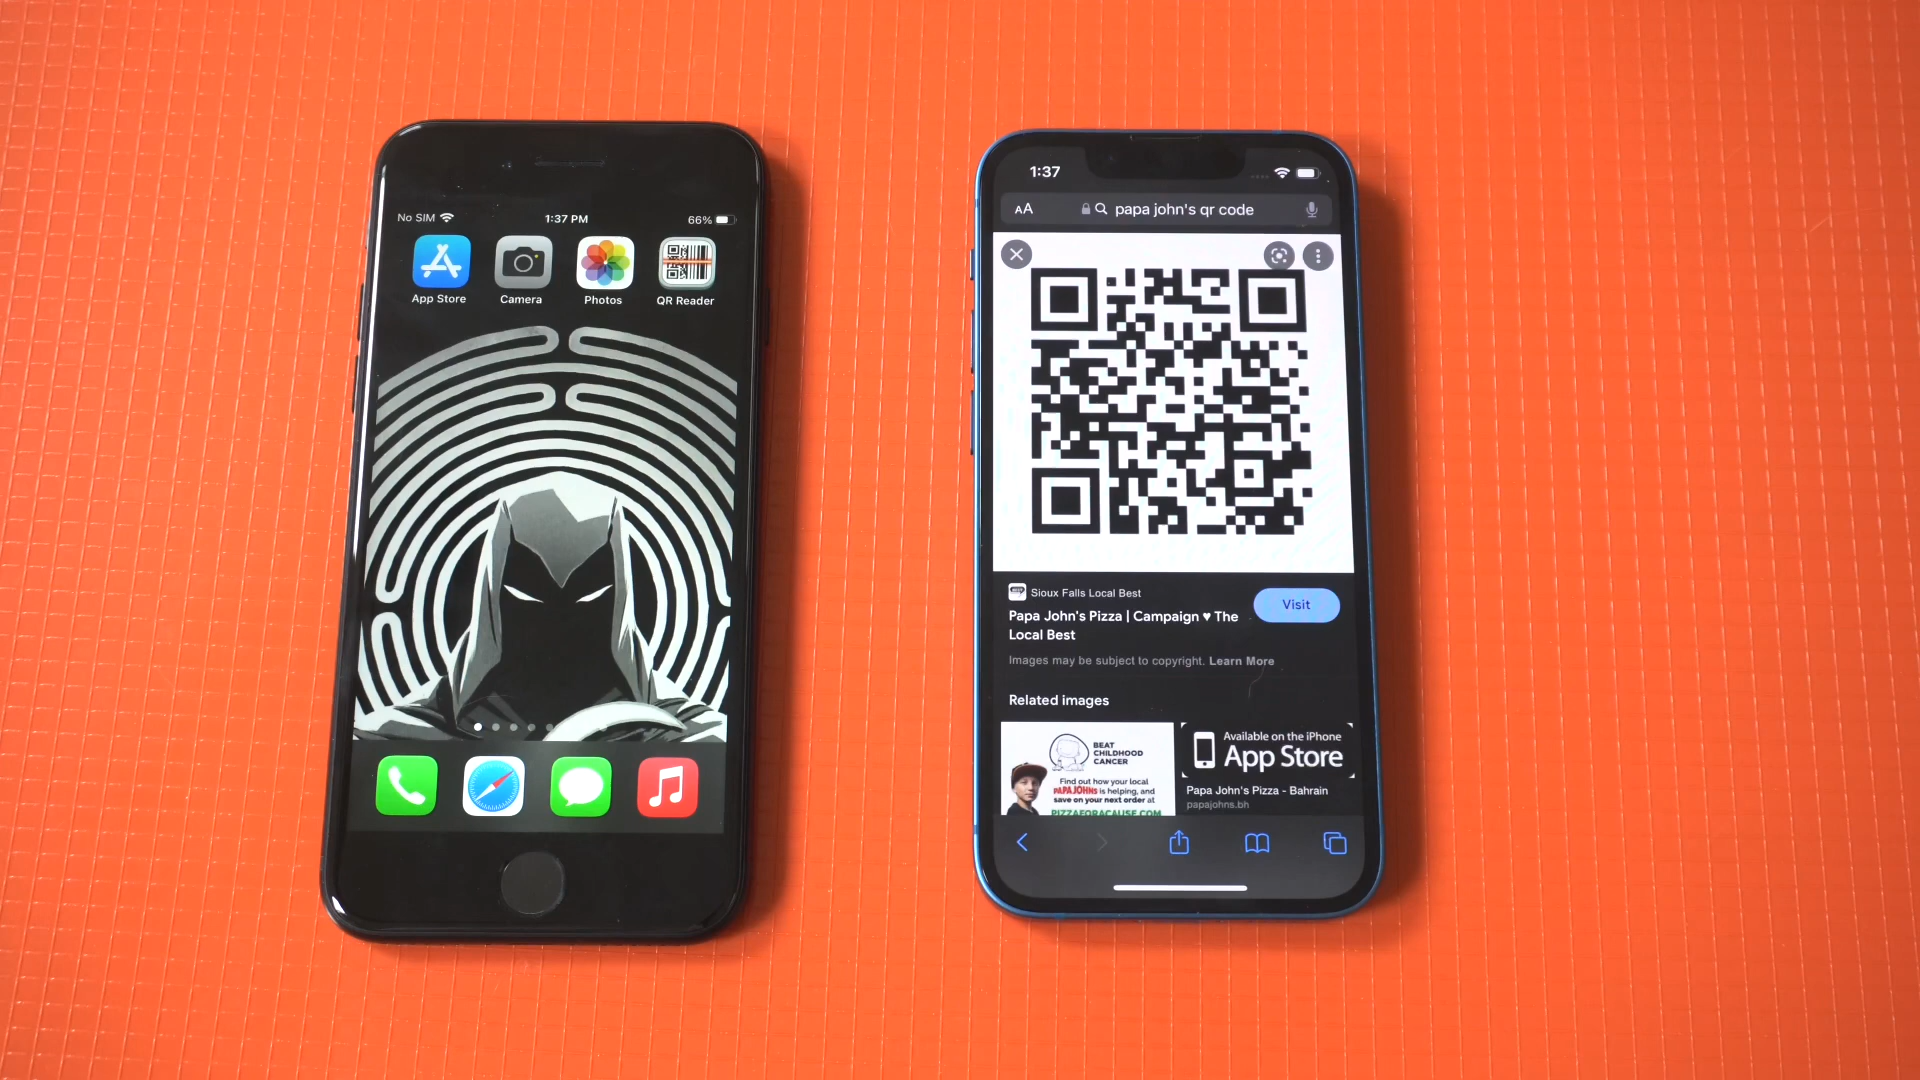 No SIM 1:37 PM 66%
App Store Camera Photos QR Reader
1:37
AA papa john's qr code
Sioux Falls Local Best
Papa John's Pizza | Campaign ♥ The
Local Best
Visit
Images may be subject to copyright. Learn More
Related images
BEAT
CHILDHOOD
CANCER
Find out how your local
PAPA JOHNS is helping, and
save on your next order at
PIZZAFORACAUSE.COM
Available on the iPhone
App Store
Papa John's Pizza - Bahrain
papajohns.bh